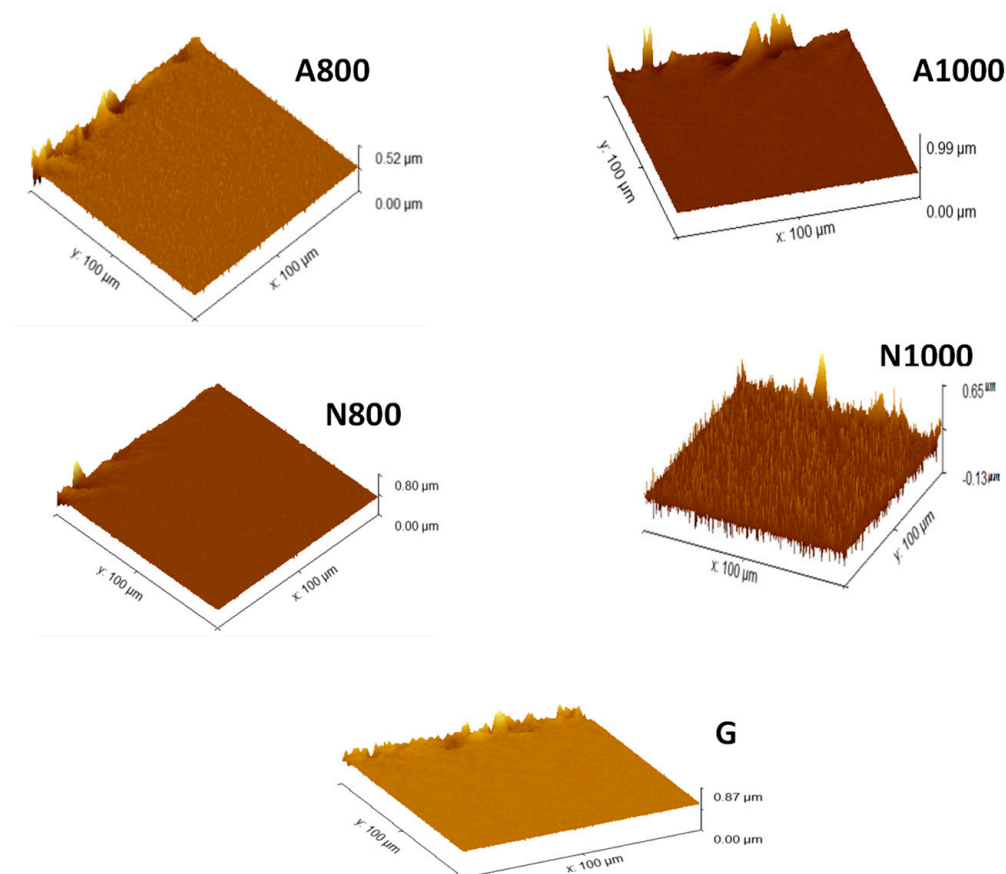 A800
0.52 µm
0.00 µm
y: 100 µm
x: 100 µm
A1000
0.99 µm
0.00 µm
y: 100 µm
x: 100 µm
N800
0.80 µm
0.00 µm
y: 100 µm
x: 100 µm
N1000
0.65 µm
-0.13 µm
x: 100 µm
y: 100 µm
G
0.87 µm
0.00 µm
y: 100 µm
x: 100 µm